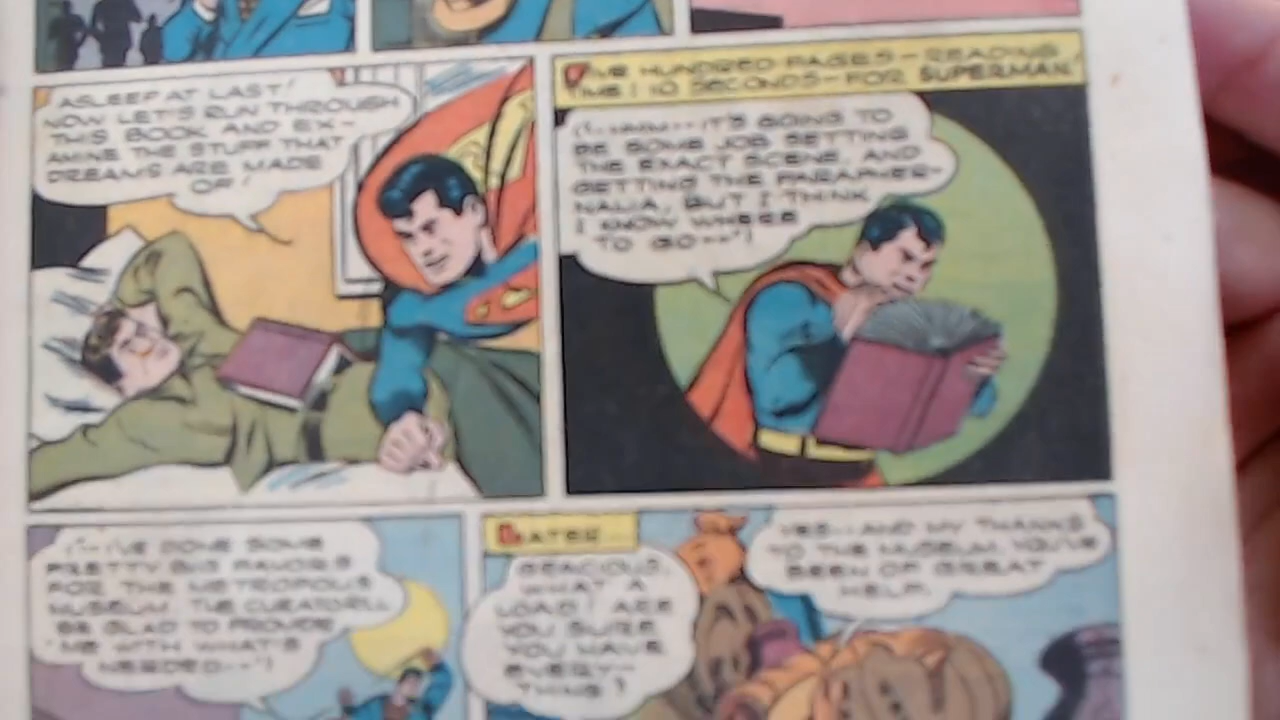 ASLEEP AT LAST!
NOW LET'S RUN THROUGH
THIS BOOK AND EX-
AMINE THE STUFF THAT
DREAMS ARE MADE
OF!
FIVE HUNDRED PAGES--READING
TIME: 10 SECONDS--FOR SUPERMAN!
IT'S GOING TO
BE SOME JOB GETTING
THE EXACT SCENE, AND
GETTING THE PARAPHER-
NALIA, BUT I THINK
I KNOW WHERE
TO GO--"!
I'VE DONE SOME
PRETTY BIG FAVORS
FOR THE METROPOLIS
MUSEUM. THE CURATOR'LL
BE GLAD TO PROVIDE
ME WITH WHAT'S
NEEDED--"!
LATER...
GRACIOUS,
WHAT A
LOAD! ARE
YOU SURE
YOU HAVE
EVERY-
THING?
YES--AND MY THANKS
TO THE MUSEUM. YOU'VE
BEEN OF GREAT
HELP.